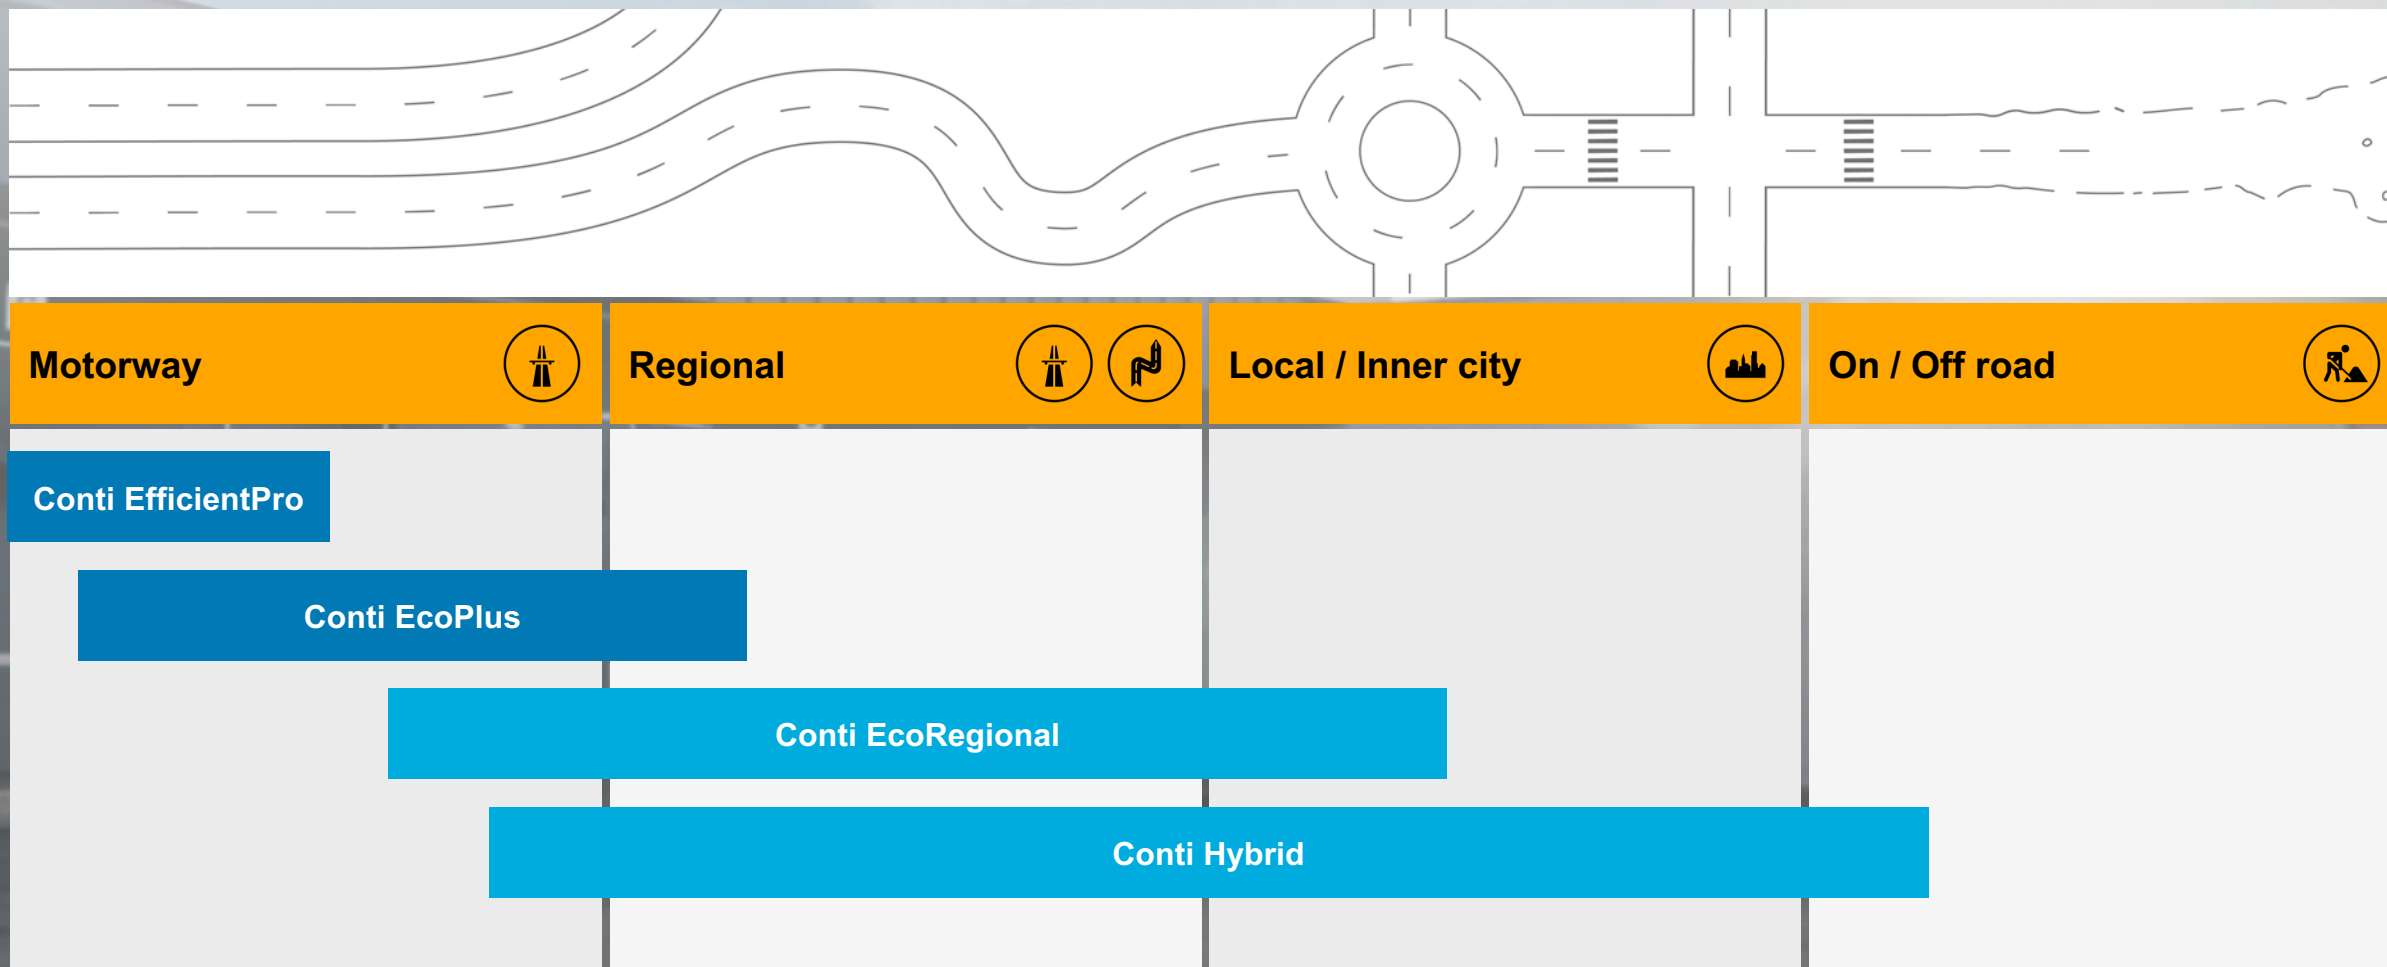 Motorway
Regional
Local / Inner city
On / Off road
Conti EfficientPro
Conti EcoPlus
Conti EcoRegional
Conti Hybrid